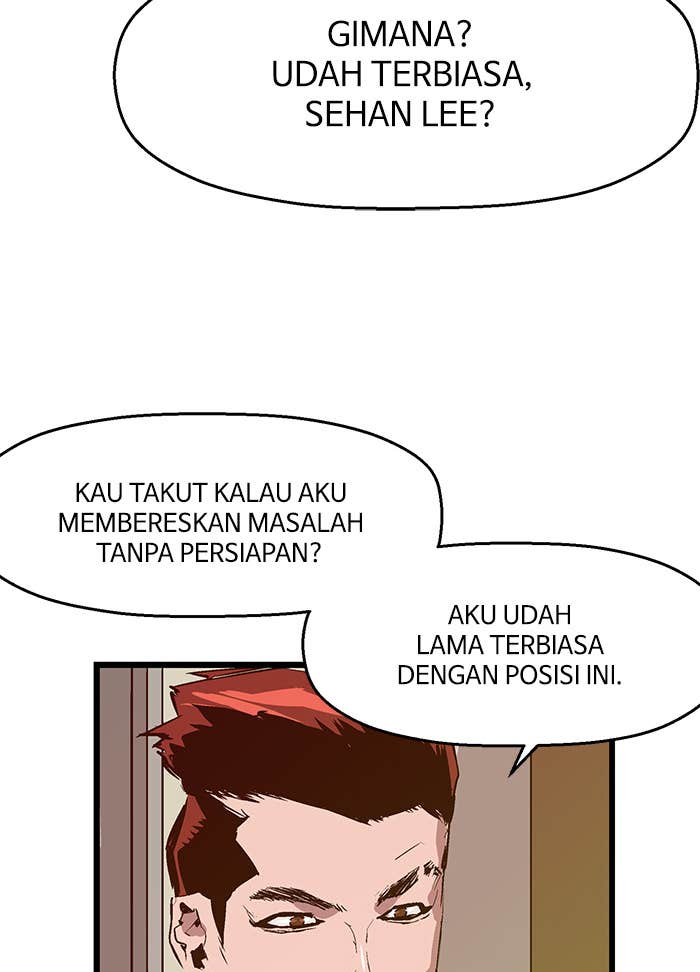 GIMANA?
UDAH TERBIASA,
SEHAN LEE?
KAU TAKUT KALAU AKU
MEMBERESKAN MASALAH
TANPA PERSIAPAN?
AKU UDAH
LAMA TERBIASA
DENGAN POSISI INI.